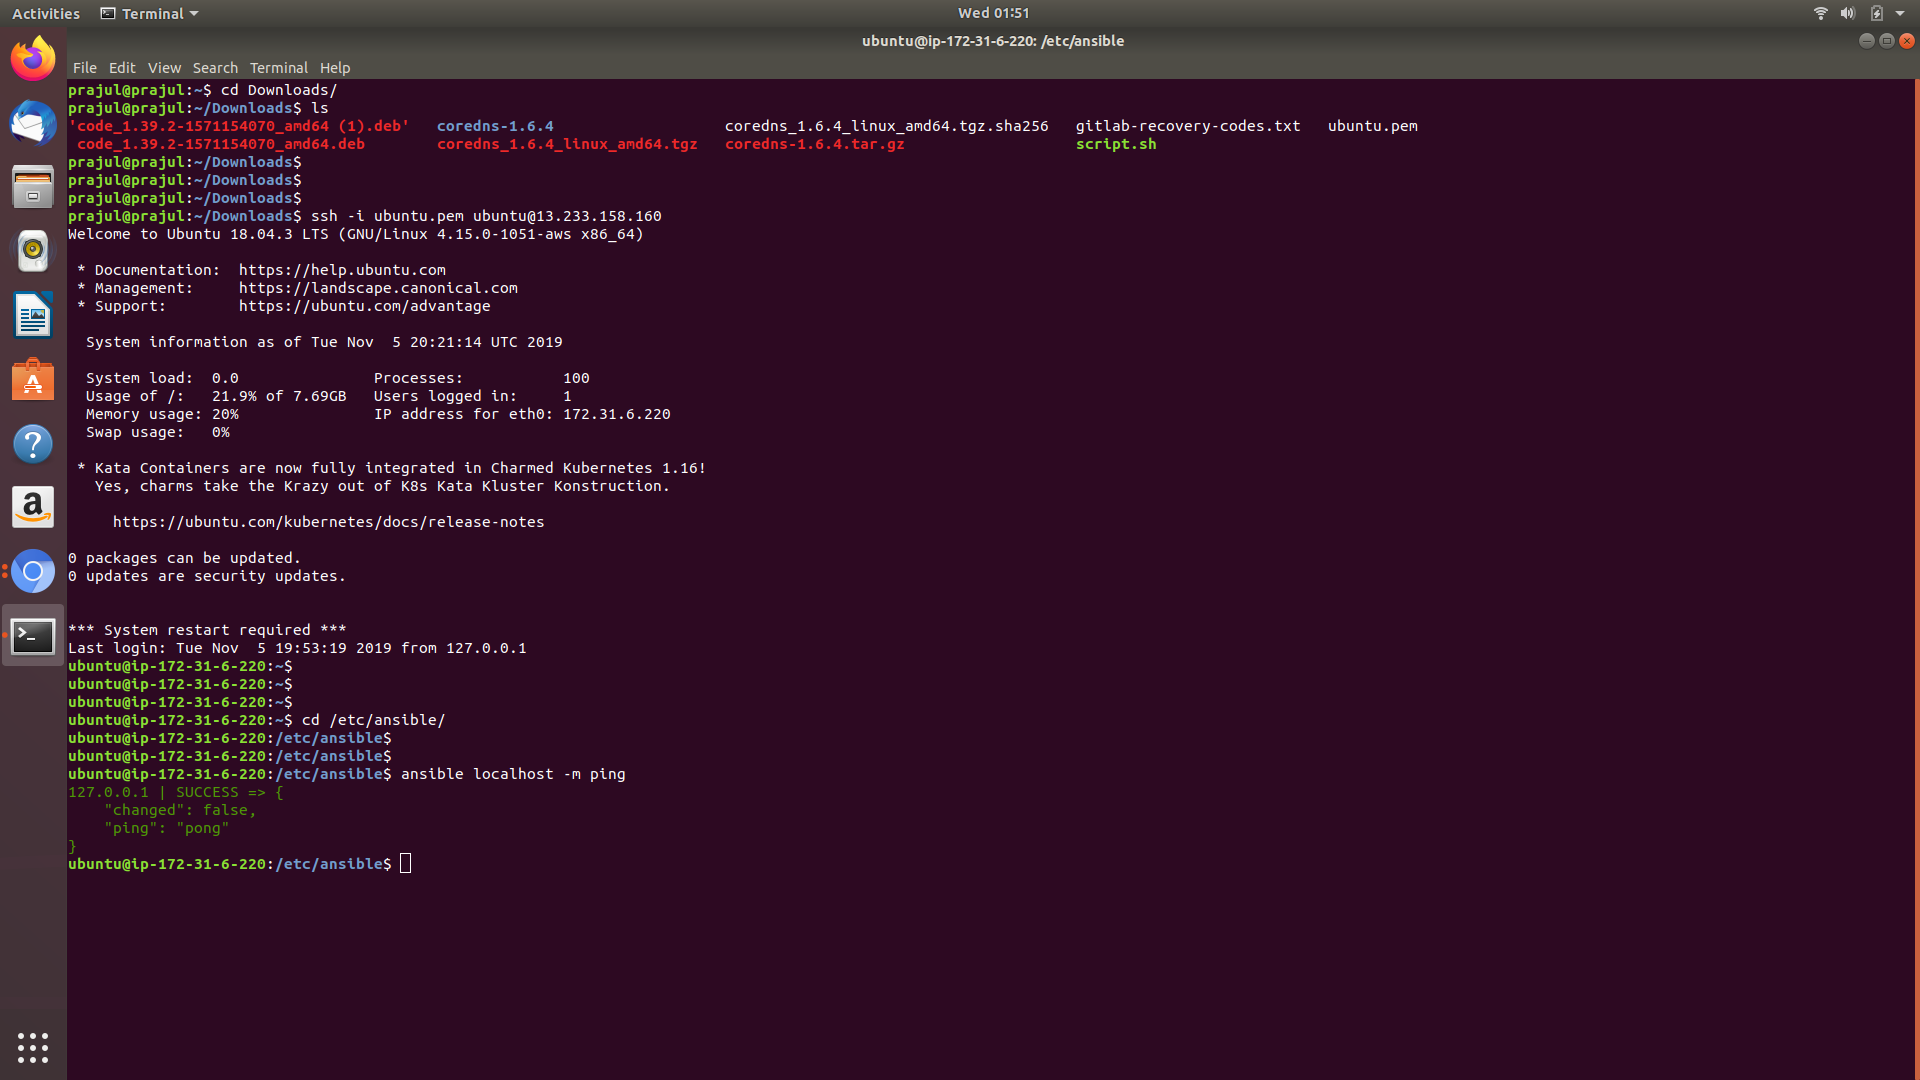 Activities Terminal Wed 01:51
ubuntu@ip-172-31-6-220: /etc/ansible
File Edit View Search Terminal Help
prajul@prajul:~$ cd Downloads/
prajul@prajul:~/Downloads$ ls
'code_1.39.2-1571154070_amd64 (1).deb' coredns-1.6.4 coredns_1.6.4_linux_amd64.tgz.sha256 gitlab-recovery-codes.txt ubuntu.pem
code_1.39.2-1571154070_amd64.deb coredns_1.6.4_linux_amd64.tgz coredns-1.6.4.tar.gz script.sh
prajul@prajul:~/Downloads$
prajul@prajul:~/Downloads$
prajul@prajul:~/Downloads$
prajul@prajul:~/Downloads$ ssh -i ubuntu.pem ubuntu@13.233.158.160
Welcome to Ubuntu 18.04.3 LTS (GNU/Linux 4.15.0-1051-aws x86_64)
* Documentation: https://help.ubuntu.com
* Management: https://landscape.canonical.com
* Support: https://ubuntu.com/advantage
System information as of Tue Nov 5 20:21:14 UTC 2019
System load: 0.0 Processes: 100
Usage of /: 21.9% of 7.69GB Users logged in: 1
Memory usage: 20% IP address for eth0: 172.31.6.220
Swap usage: 0%
* Kata Containers are now fully integrated in Charmed Kubernetes 1.16!
Yes, charms take the Krazy out of K8s Kata Kluster Konstruction.
https://ubuntu.com/kubernetes/docs/release-notes
0 packages can be updated.
0 updates are security updates.
*** System restart required ***
Last login: Tue Nov 5 19:53:19 2019 from 127.0.0.1
ubuntu@ip-172-31-6-220:~$
ubuntu@ip-172-31-6-220:~$
ubuntu@ip-172-31-6-220:~$
ubuntu@ip-172-31-6-220:~$ cd /etc/ansible/
ubuntu@ip-172-31-6-220:/etc/ansible$
ubuntu@ip-172-31-6-220:/etc/ansible$
ubuntu@ip-172-31-6-220:/etc/ansible$ ansible localhost -m ping
127.0.0.1 | SUCCESS => {
"changed": false,
"ping": "pong"
}
ubuntu@ip-172-31-6-220:/etc/ansible$